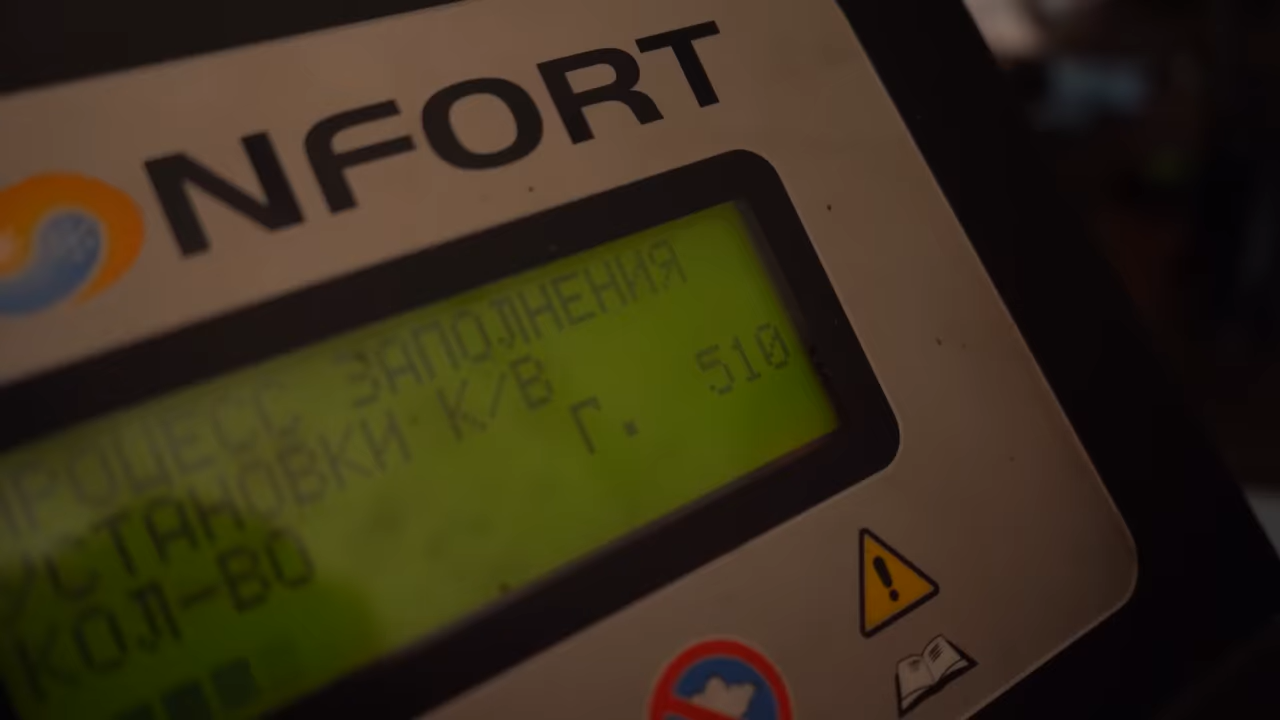 NFORT
ПРОЦЕСС ЗАПОЛНЕНИЯ
УСТАНОВКИ К/В
КОЛ-ВО Г. 510